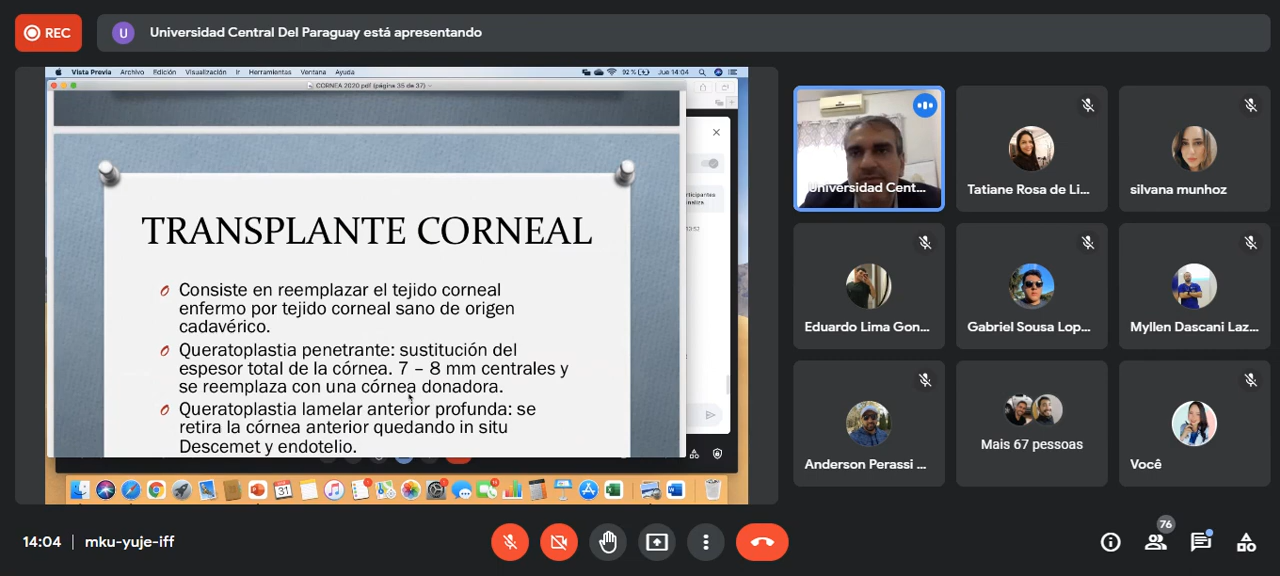 REC
U
Universidad Central Del Paraguay está apresentando
Vista Previa Archivo Edición Visualización Ir Herramientas Ventana Ayuda
92 % Jue 14:04
CORNEA 2020.pdf (página 35 de 37)
TRANSPLANTE CORNEAL
Consiste en reemplazar el tejido corneal
enfermo por tejido corneal sano de origen
cadavérico.
Queratoplastia penetrante: sustitución del
espesor total de la córnea. 7 – 8 mm centrales y
se reemplaza con una córnea donadora.
Queratoplastia lamelar anterior profunda: se
retira la córnea anterior quedando in situ
Descemet y endotelio.
Universidad Cent...
Tatiane Rosa de Li...
silvana munhoz
Eduardo Lima Gon...
Gabriel Sousa Lop...
Myllen Dascani Laz...
Anderson Perassi ...
Mais 67 pessoas
Você
14:04 | mku-yuje-iff
76